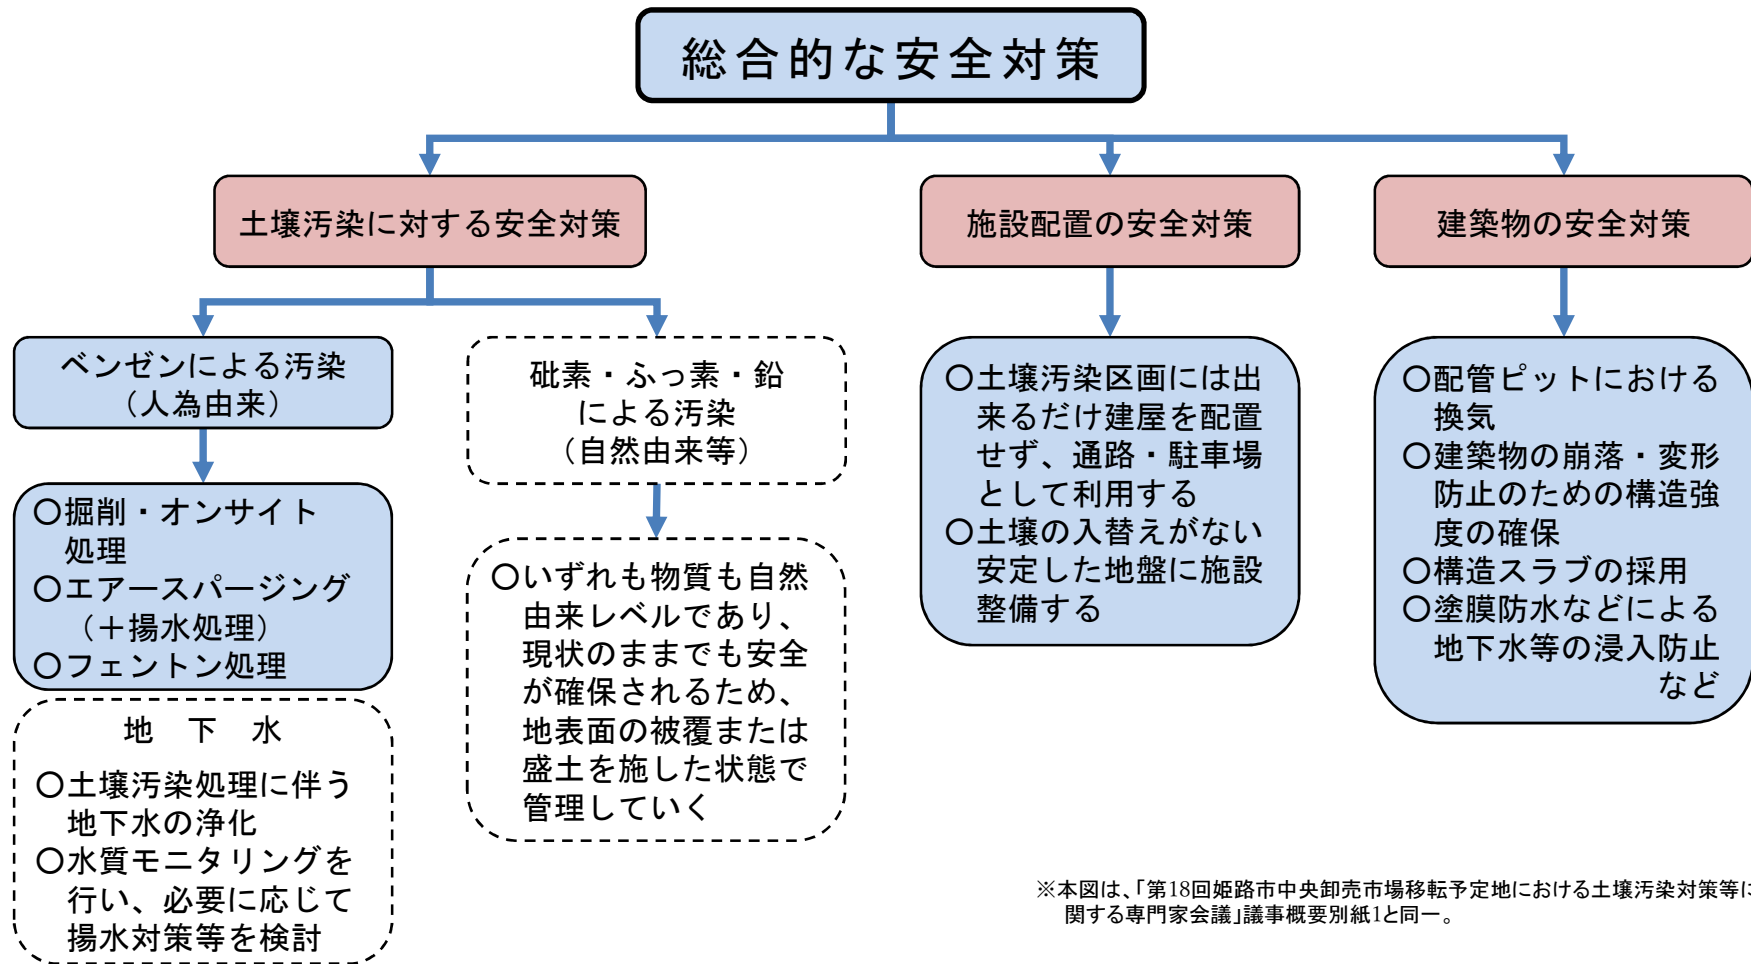 総合的な安全対策
土壌汚染に対する安全対策
施設配置の安全対策
建築物の安全対策
ベンゼンによる汚染
（人為由来）
〇掘削・オンサイト
処理
〇エアースパージング
（＋揚水処理）
〇フェントン処理
地　下　水
〇土壌汚染処理に伴う
地下水の浄化
〇水質モニタリングを
行い、必要に応じて
揚水対策等を検討
砒素・ふっ素・鉛
による汚染
（自然由来等）
〇いずれも物質も自然
由来レベルであり、
現状のままでも安全
が確保されるため、
地表面の被覆または
盛土を施した状態で
管理していく
〇土壌汚染区画には出
来るだけ建屋を配置
せず、通路・駐車場
として利用する
〇土壌の入替えがない
安定した地盤に施設
整備する
〇配管ピットにおける
換気
〇建築物の崩落・変形
防止のための構造強
度の確保
〇構造スラブの採用
〇塗膜防水などによる
地下水等の浸入防止
など
※本図は、「第18回姫路市中央卸売市場移転予定地における土壌汚染対策等に
関する専門家会議」議事概要別紙1と同一。